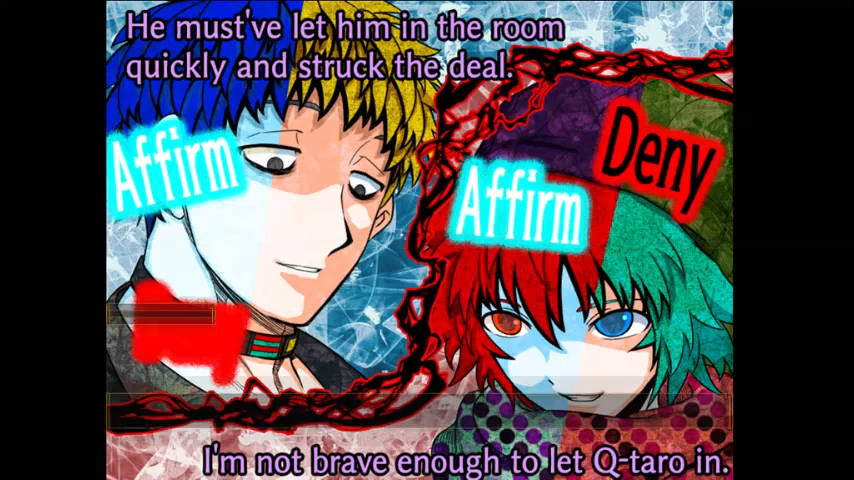 He must've let him in the room
quickly and struck the deal.
Affirm
Affirm
Deny
I'm not brave enough to let Q-taro in.